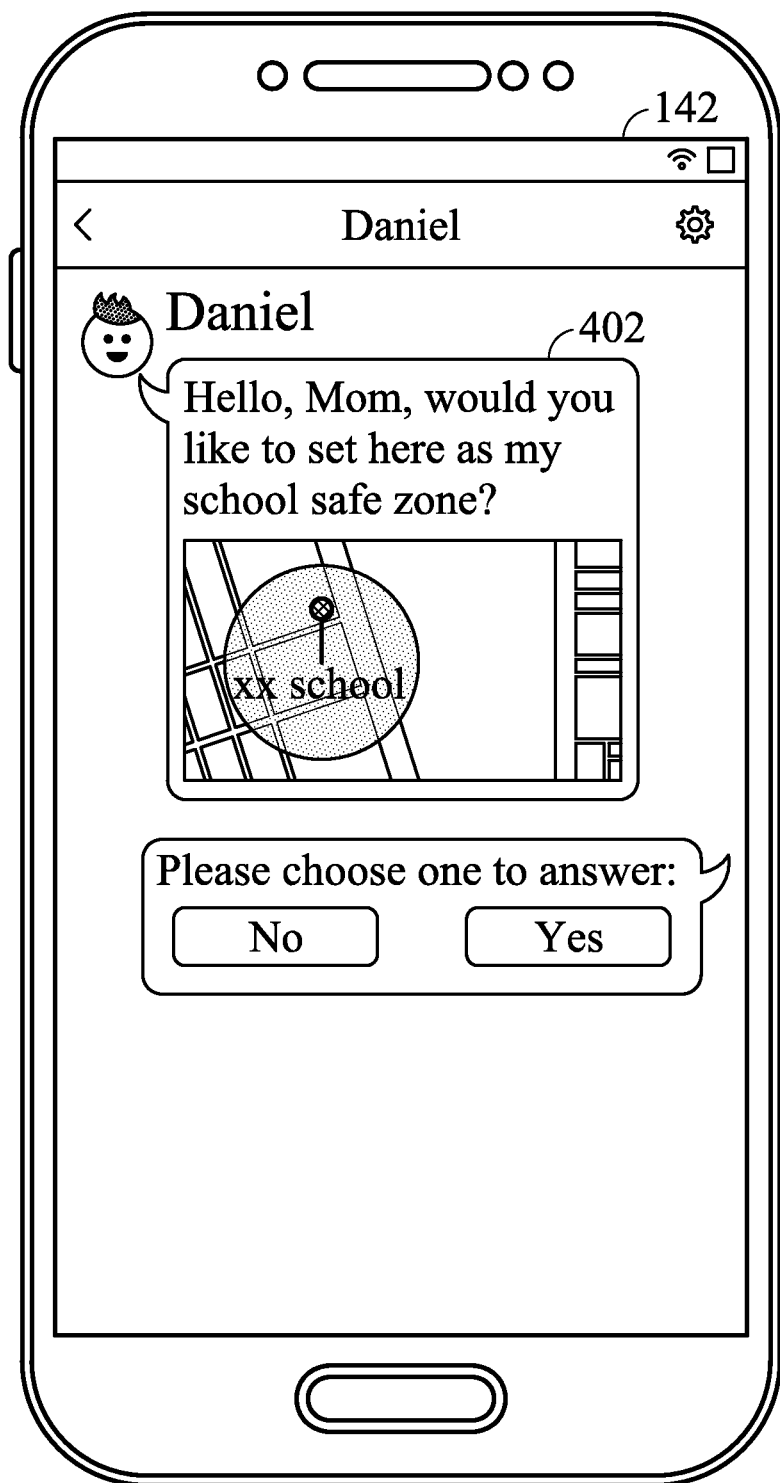 142
Daniel
Daniel
402
Hello, Mom, would you
like to set here as my
school safe zone?
xx school
Please choose one to answer:
No
Yes